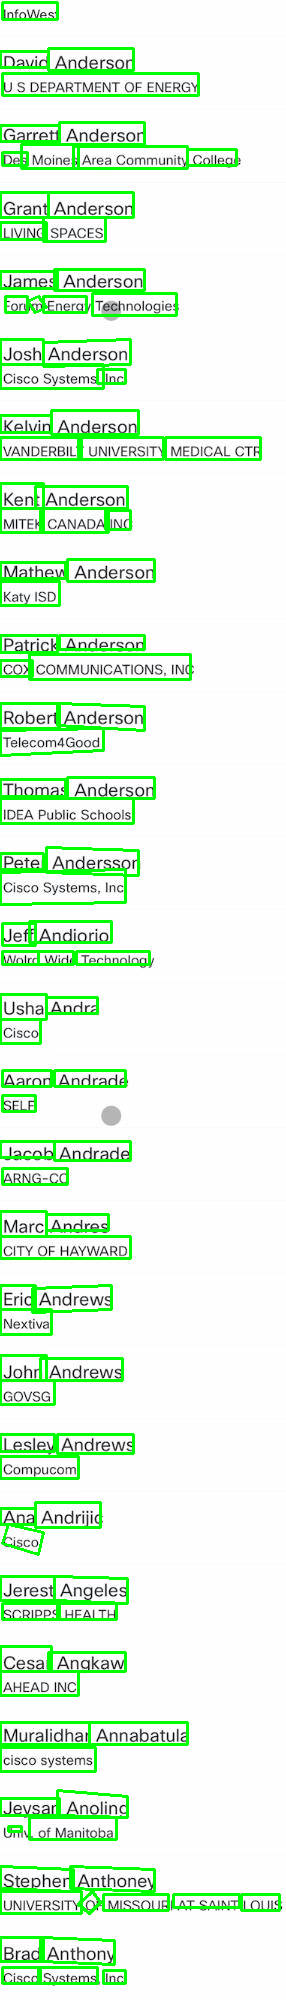 InfoWest
David Anderson
U S DEPARTMENT OF ENERGY
Garrett Anderson
Des Moines Area Community College
Grant Anderson
LIVING SPACES
James Anderson
Forum Energy Technologies
Josh Anderson
Cisco Systems, Inc
Kelvin Anderson
VANDERBILT UNIVERSITY MEDICAL CTR
Kent Anderson
MITEK CANADA INC
Mathew Anderson
Katy ISD
Patrick Anderson
COX COMMUNICATIONS, INC
Robert Anderson
Telecom4Good
Thomas Anderson
IDEA Public Schools
Peter Andersson
Cisco Systems, Inc
Jeff Andiorio
Wolrd Wide Technology
Usha Andra
Cisco
Aaron Andrade
SELF
Jacob Andrade
ARNG-CO
Marc Andres
CITY OF HAYWARD
Eric Andrews
Nextiva
John Andrews
GOVSG
Lesley Andrews
Compucom
Ana Andrijic
Cisco
Jerest Angeles
SCRIPPS HEALTH
Cesar Angkaw
AHEAD INC
Muralidhar Annabatula
cisco systems
Jeysan Anolind
Univ. of Manitoba
Stephen Anthoney
UNIVERSITY OF MISSOURI AT SAINT LOUIS
Brad Anthony
Cisco Systems, Inc